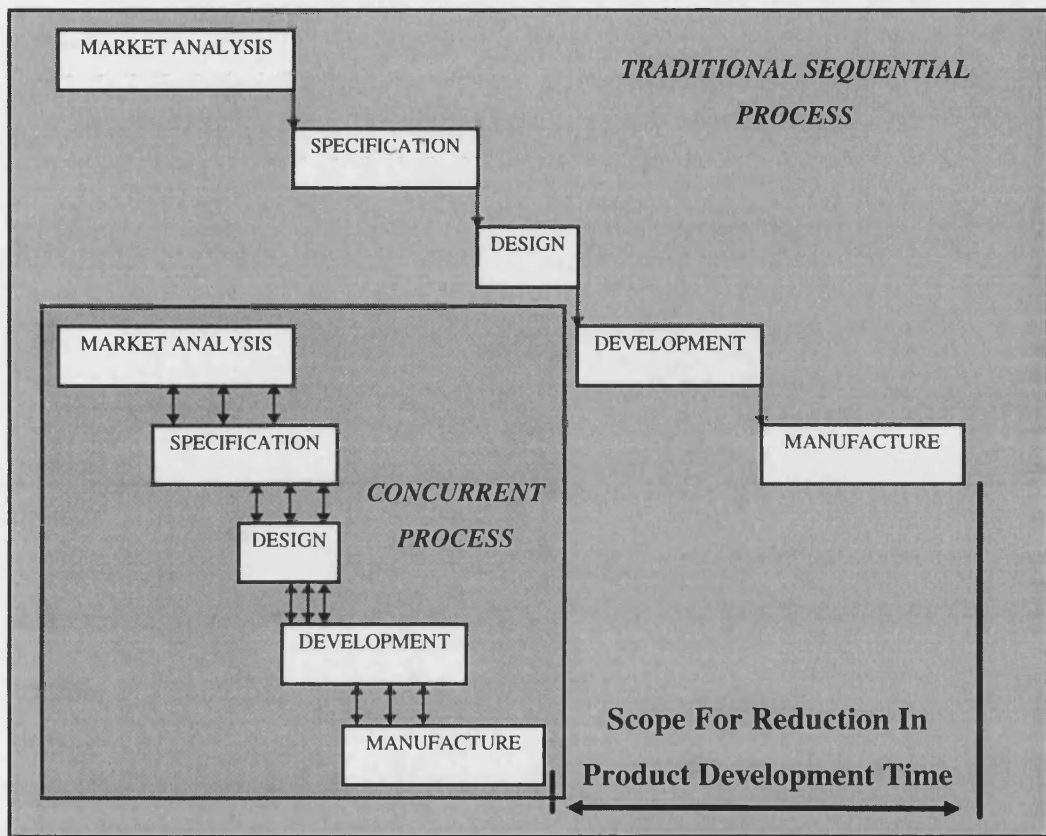 MARKET ANALYSIS
TRADITIONAL SEQUENTIAL
PROCESS
SPECIFICATION
DESIGN
DEVELOPMENT
MANUFACTURE
MARKET ANALYSIS
SPECIFICATION
CONCURRENT
PROCESS
DESIGN
DEVELOPMENT
MANUFACTURE
Scope For Reduction In
Product Development Time